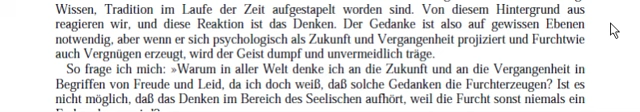 Wissen, Tradition im Laufe der Zeit aufgestapelt worden sind. Von diesem Hintergrund aus
reagieren wir, und diese Reaktion ist das Denken. Der Gedanke ist also auf gewissen Ebenen
notwendig, aber wenn er sich psychologisch als Zukunft und Vergangenheit projiziert und Furchtwie
auch Vergnügen erzeugt, wird der Geist dumpf und unvermeidlich träge.
So frage ich mich: »Warum in aller Welt denke ich an die Zukunft und an die Vergangenheit in
Begriffen von Freude und Leid, da ich doch weiß, daß solche Gedanken die Furchterzeugen? Ist es
nicht möglich, daß das Denken im Bereich des Seelischen aufhört, weil die Furcht sonst niemals ein